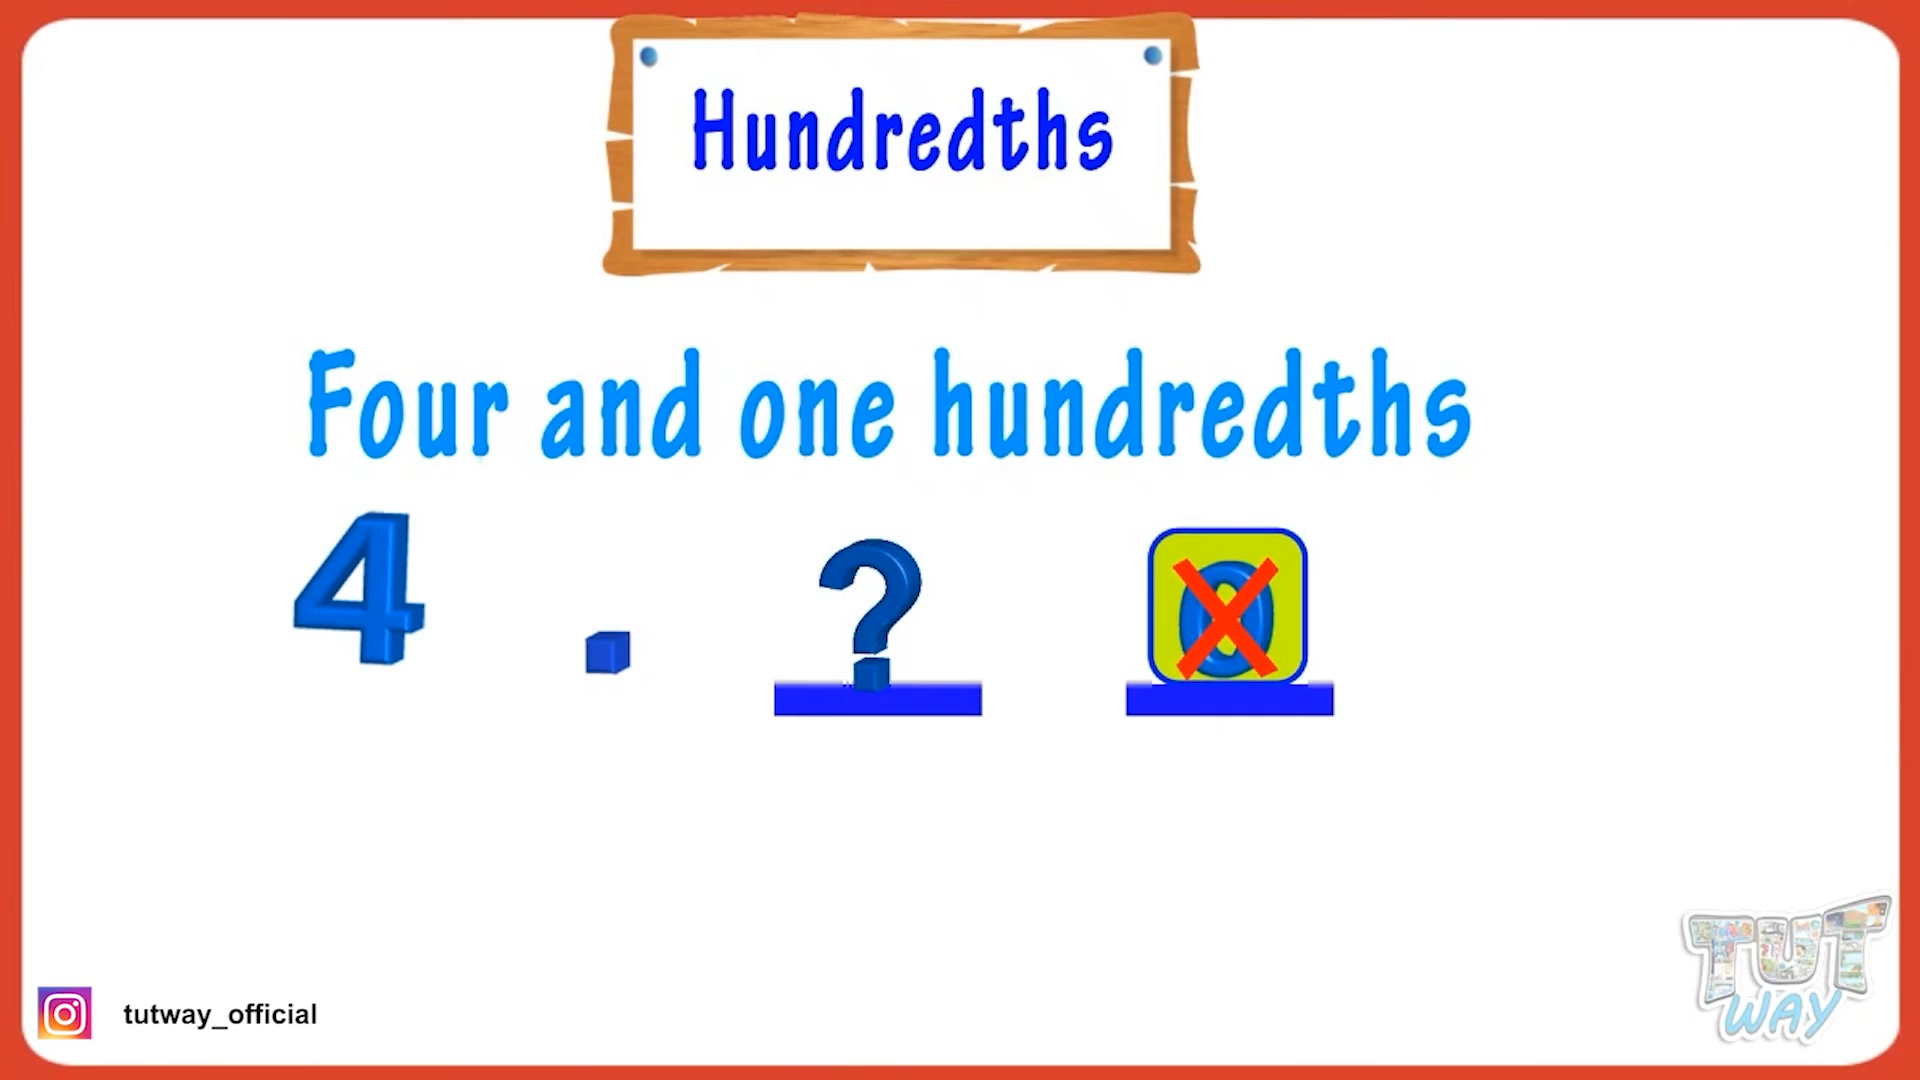 Hundredths
Four and one hundredths
4 . ? 0
tutway_official
TUT
WAY